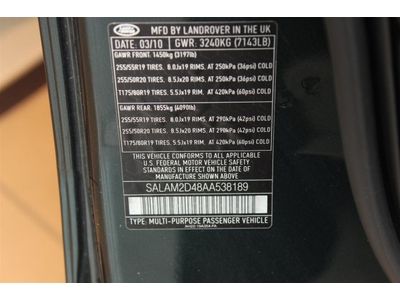 LAND ROVER
MFD BY LANDROVER IN THE UK
DATE: 03/10 GWR. 3240KG (7143LB)
GAWR FRONT: 1450kg (3197lb)
255/55R19 TIRES. 8.0Jx19 RIMS, AT 250kPa (36psi) COLD
255/50R20 TIRES. 8.5Jx20 RIMS, AT 250kPa (36psi) COLD
T175/80R19 TIRES. 5.5Jx19 RIM, AT 420kPa (60psi) COLD
GAWR REAR: 1855kg (4090lb)
255/55R19 TIRES. 8.0Jx19 RIMS, AT 290kPa (42psi) COLD
255/50R20 TIRES. 8.5Jx20 RIMS, AT 290kPa (42psi) COLD
T175/80R19 TIRES. 5.5Jx19 RIM, AT 420kPa (60psi) COLD
THIS VEHICLE CONFORMS TO ALL APPLICABLE
U.S. FEDERAL MOTOR VEHICLE SAFETY
STANDARDS IN EFFECT ON THE DATE OF
MANUFACTURE SHOWN ABOVE
SALAM2D48AA538189
TYPE: MULTI-PURPOSE PASSENGER VEHICLE